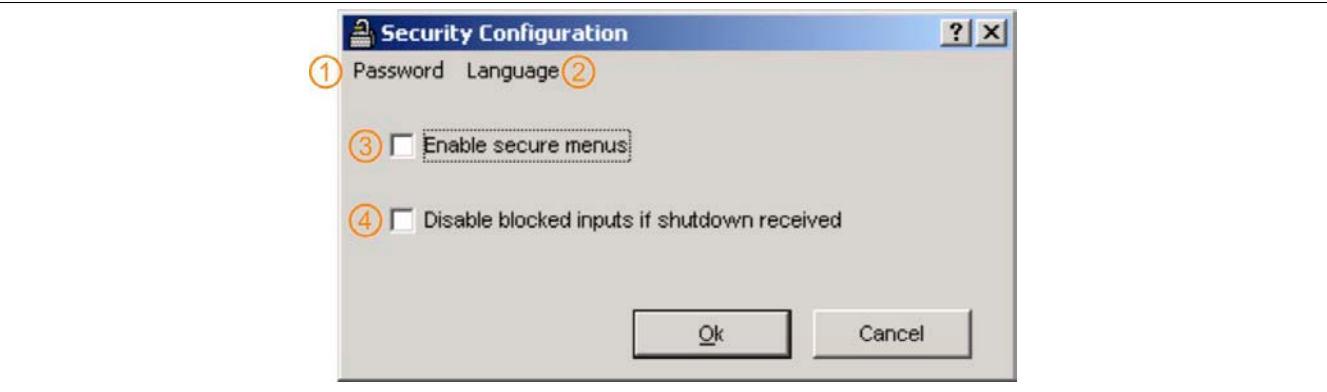 Security Configuration ? X
1 Password Language 2
3 Enable secure menus
4 Disable blocked inputs if shutdown received
Ok Cancel